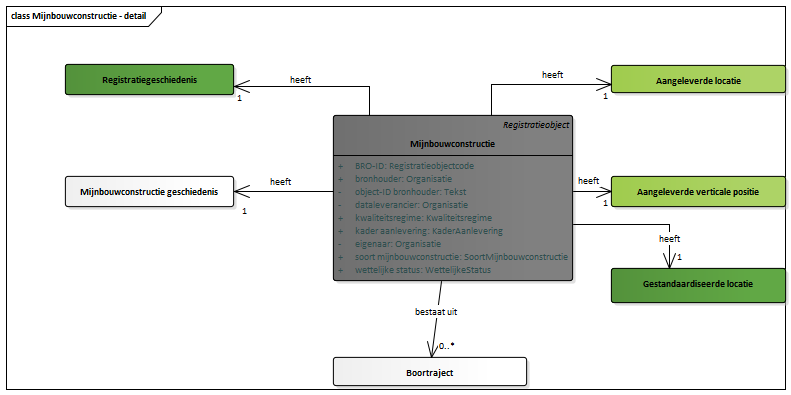 class Mijnbouwconstructie - detail
Registratiegeschiedenis
heeft
1
heeft
1
Aangeleverde locatie
Registratieobject
Mijnbouwconstructie
+ BRO-ID: Registratieobjectcode
+ bronhouder: Organisatie
- object-ID bronhouder: Tekst
- dataleverancier: Organisatie
+ kwaliteitsregime: Kwaliteitsregime
+ kader aanlevering: KaderAanlevering
- eigenaar: Organisatie
+ soort mijnbouwconstructie: SoortMijnbouwconstructie
+ wettelijke status: WettelijkeStatus
Mijnbouwconstructie geschiedenis
heeft
1
heeft
1
Aangeleverde verticale positie
heeft
1
Gestandaardiseerde locatie
bestaat uit
0..*
Boortraject